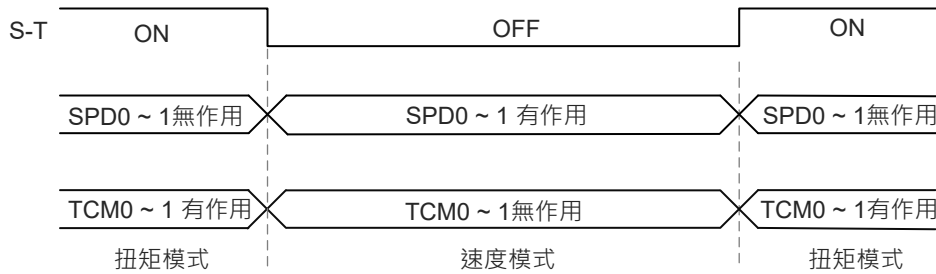 S-T ON OFF ON
SPD0 ~ 1無作用 SPD0 ~ 1 有作用 SPD0 ~ 1無作用
TCM0 ~ 1 有作用 TCM0 ~ 1無作用 TCM0 ~ 1有作用
扭矩模式 速度模式 扭矩模式